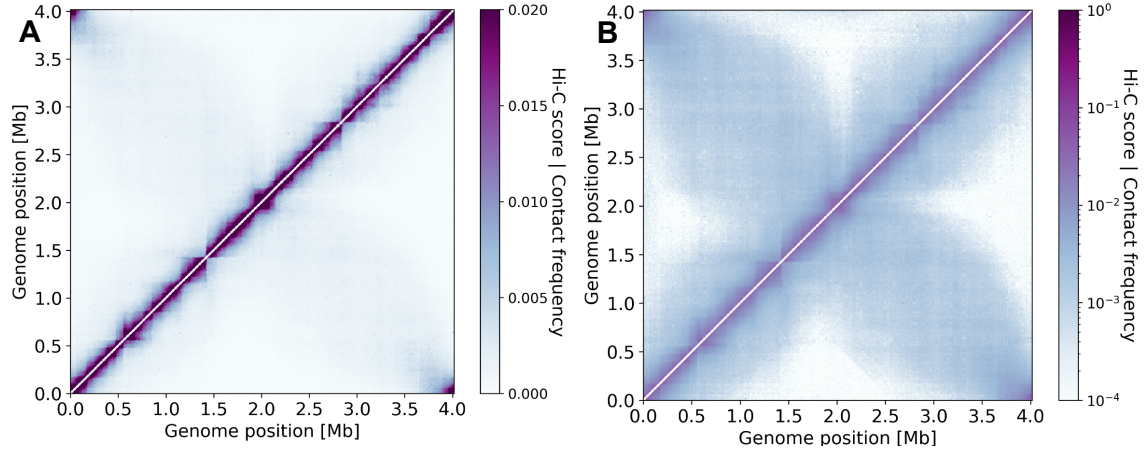 A
4.0
3.5
3.0
2.5
2.0
1.5
1.0
0.5
0.0
Genome position [Mb]
0.0 0.5 1.0 1.5 2.0 2.5 3.0 3.5 4.0
Genome position [Mb]
0.020
0.015
0.010
0.005
0.000
Hi-C score | Contact frequency
B
4.0
3.5
3.0
2.5
2.0
1.5
1.0
0.5
0.0
Genome position [Mb]
0.0 0.5 1.0 1.5 2.0 2.5 3.0 3.5 4.0
Genome position [Mb]
10⁰
10⁻¹
10⁻²
10⁻³
10⁻⁴
Hi-C score | Contact frequency